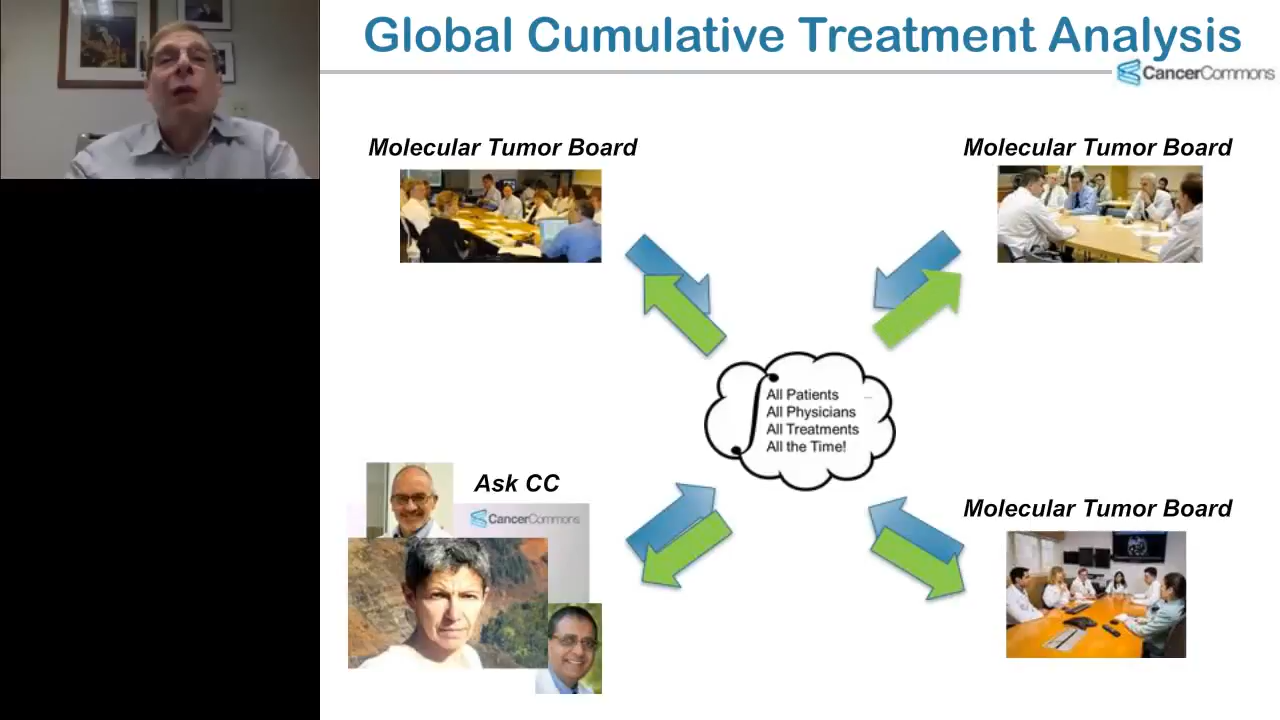 Global Cumulative Treatment Analysis
CancerCommons
Molecular Tumor Board
Molecular Tumor Board
All Patients
All Physicians
All Treatments
All the Time!
Ask CC
CancerCommons
Molecular Tumor Board